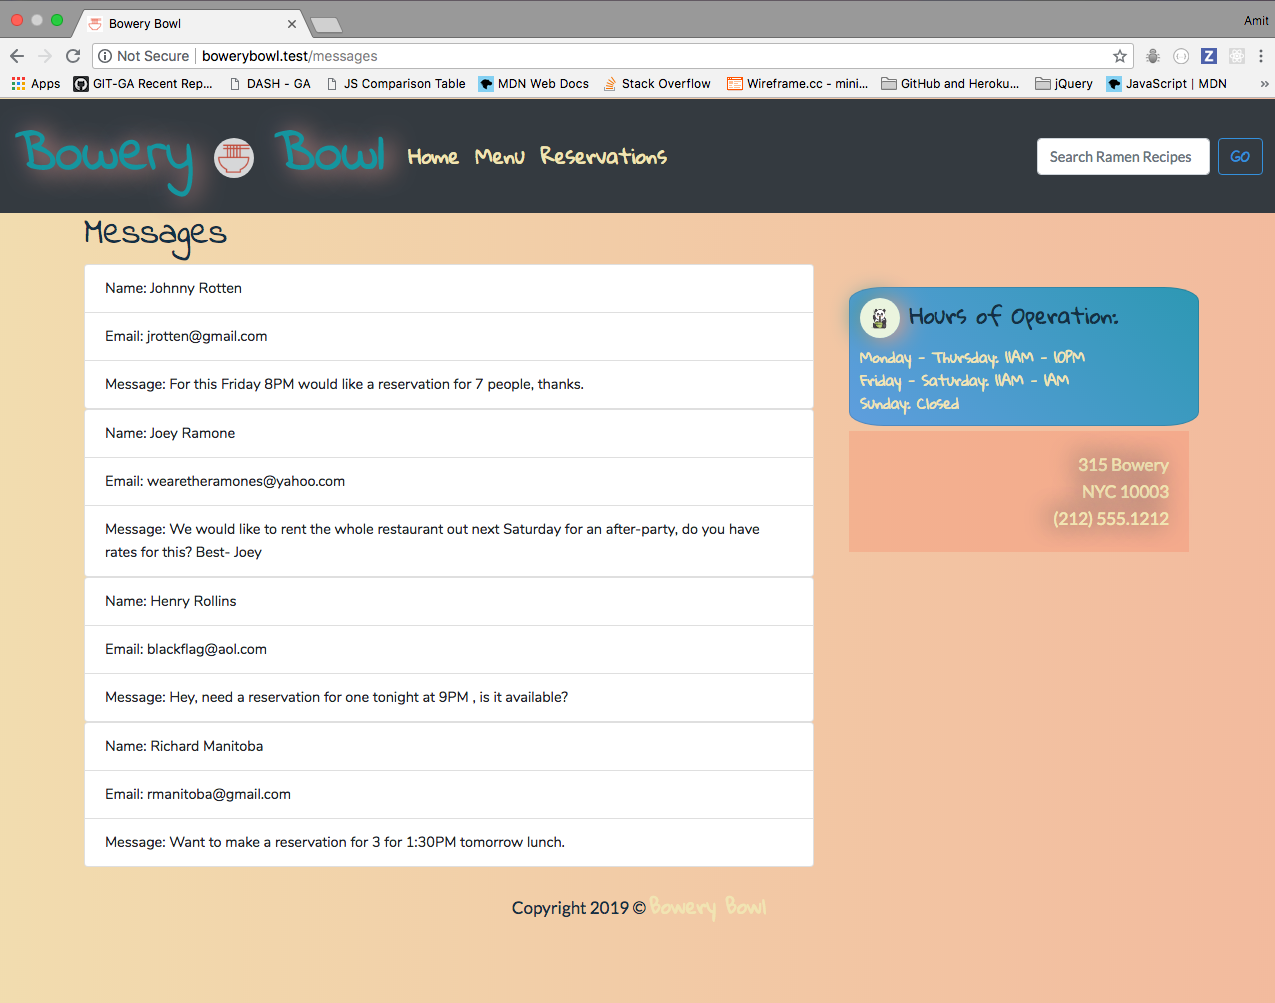 Bowery Bowl
Amit
Not Secure bowerybowl.test/messages
Apps GIT-GA Recent Rep... DASH - GA JS Comparison Table MDN Web Docs Stack Overflow Wireframe.cc - mini... GitHub and Heroku... jQuery JavaScript | MDN »
Bowery Bowl Home Menu Reservations Search Ramen Recipes GO
Messages
Name: Johnny Rotten
Email: jrotten@gmail.com
Message: For this Friday 8PM would like a reservation for 7 people, thanks.
Name: Joey Ramone
Email: wearetheramones@yahoo.com
Message: We would like to rent the whole restaurant out next Saturday for an after-party, do you have
rates for this? Best- Joey
Name: Henry Rollins
Email: blackflag@aol.com
Message: Hey, need a reservation for one tonight at 9PM , is it available?
Name: Richard Manitoba
Email: rmanitoba@gmail.com
Message: Want to make a reservation for 3 for 1:30PM tomorrow lunch.
Hours of Operation:
Monday - Thursday: 11AM - 10PM
Friday - Saturday: 11AM - 1AM
Sunday: Closed
315 Bowery
NYC 10003
(212) 555.1212
Copyright 2019 © Bowery Bowl